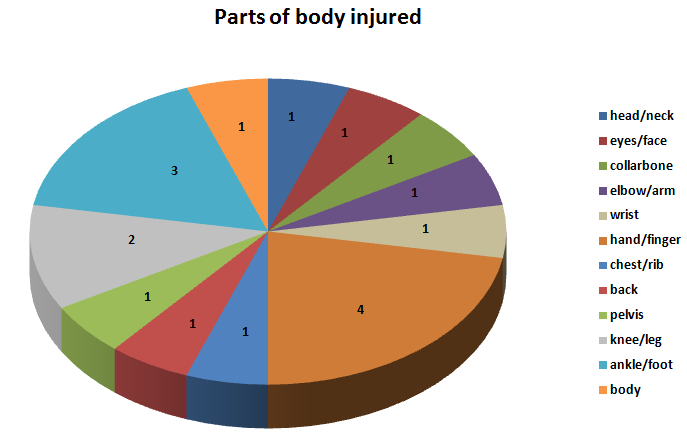 Parts of body injured
1
1
1
1
1
4
1
1
1
2
3
1
head/neck
eyes/face
collarbone
elbow/arm
wrist
hand/finger
chest/rib
back
pelvis
knee/leg
ankle/foot
body